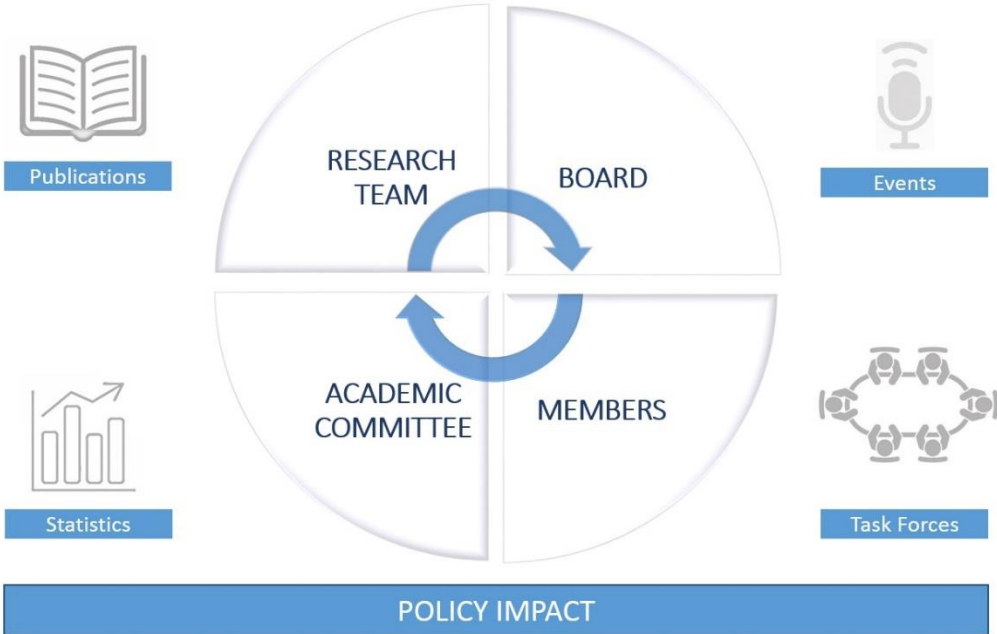 Publications
RESEARCH
TEAM
BOARD
Events
ACADEMIC
COMMITTEE
MEMBERS
Statistics
Task Forces
POLICY IMPACT